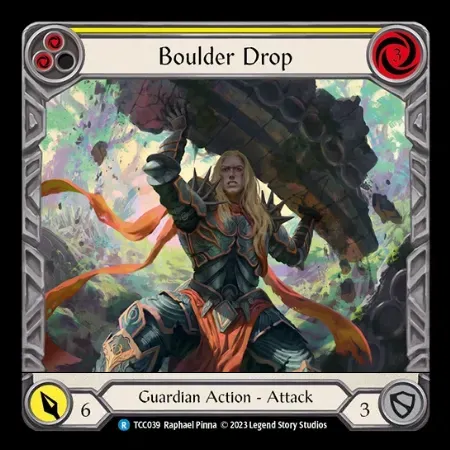 Boulder Drop
3
Guardian Action - Attack
6
3
R TCC039 Raphael Pinna © 2023 Legend Story Studios